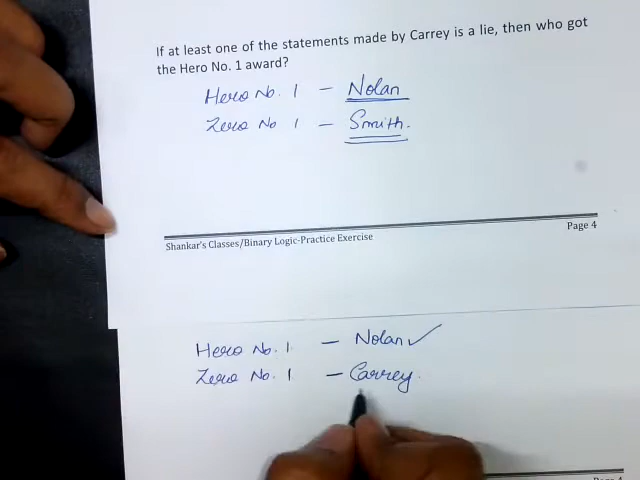 If at least one of the statements made by Carrey is a lie, then who got
the Hero No. 1 award?
Hero No. 1 – Nolan
Zero No 1 – Smith.
Page 4
Shankar's Classes/Binary Logic-Practice Exercise
Hero No. 1 – Nolan ✓
Zero No. 1 – Carrey.